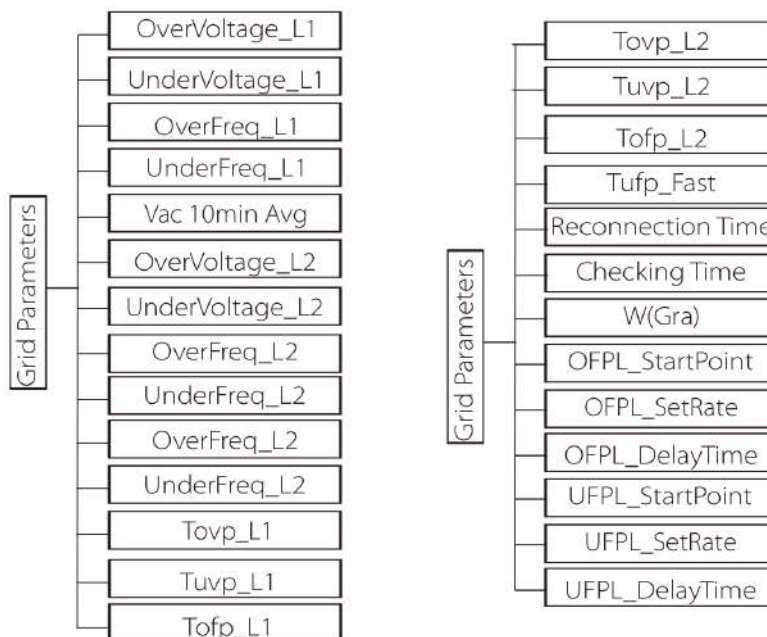 Grid Parameters
OverVoltage_L1
UnderVoltage_L1
OverFreq_L1
UnderFreq_L1
Vac 10min Avg
OverVoltage_L2
UnderVoltage_L2
OverFreq_L2
UnderFreq_L2
OverFreq_L2
UnderFreq_L2
Tovp_L1
Tuvp_L1
Tofp_L1
Grid Parameters
Tovp_L2
Tuvp_L2
Tofp_L2
Tufp_Fast
Reconnection Time
Checking Time
W(Gra)
OFPL_StartPoint
OFPL_SetRate
OFPL_DelayTime
UFPL_StartPoint
UFPL_SetRate
UFPL_DelayTime